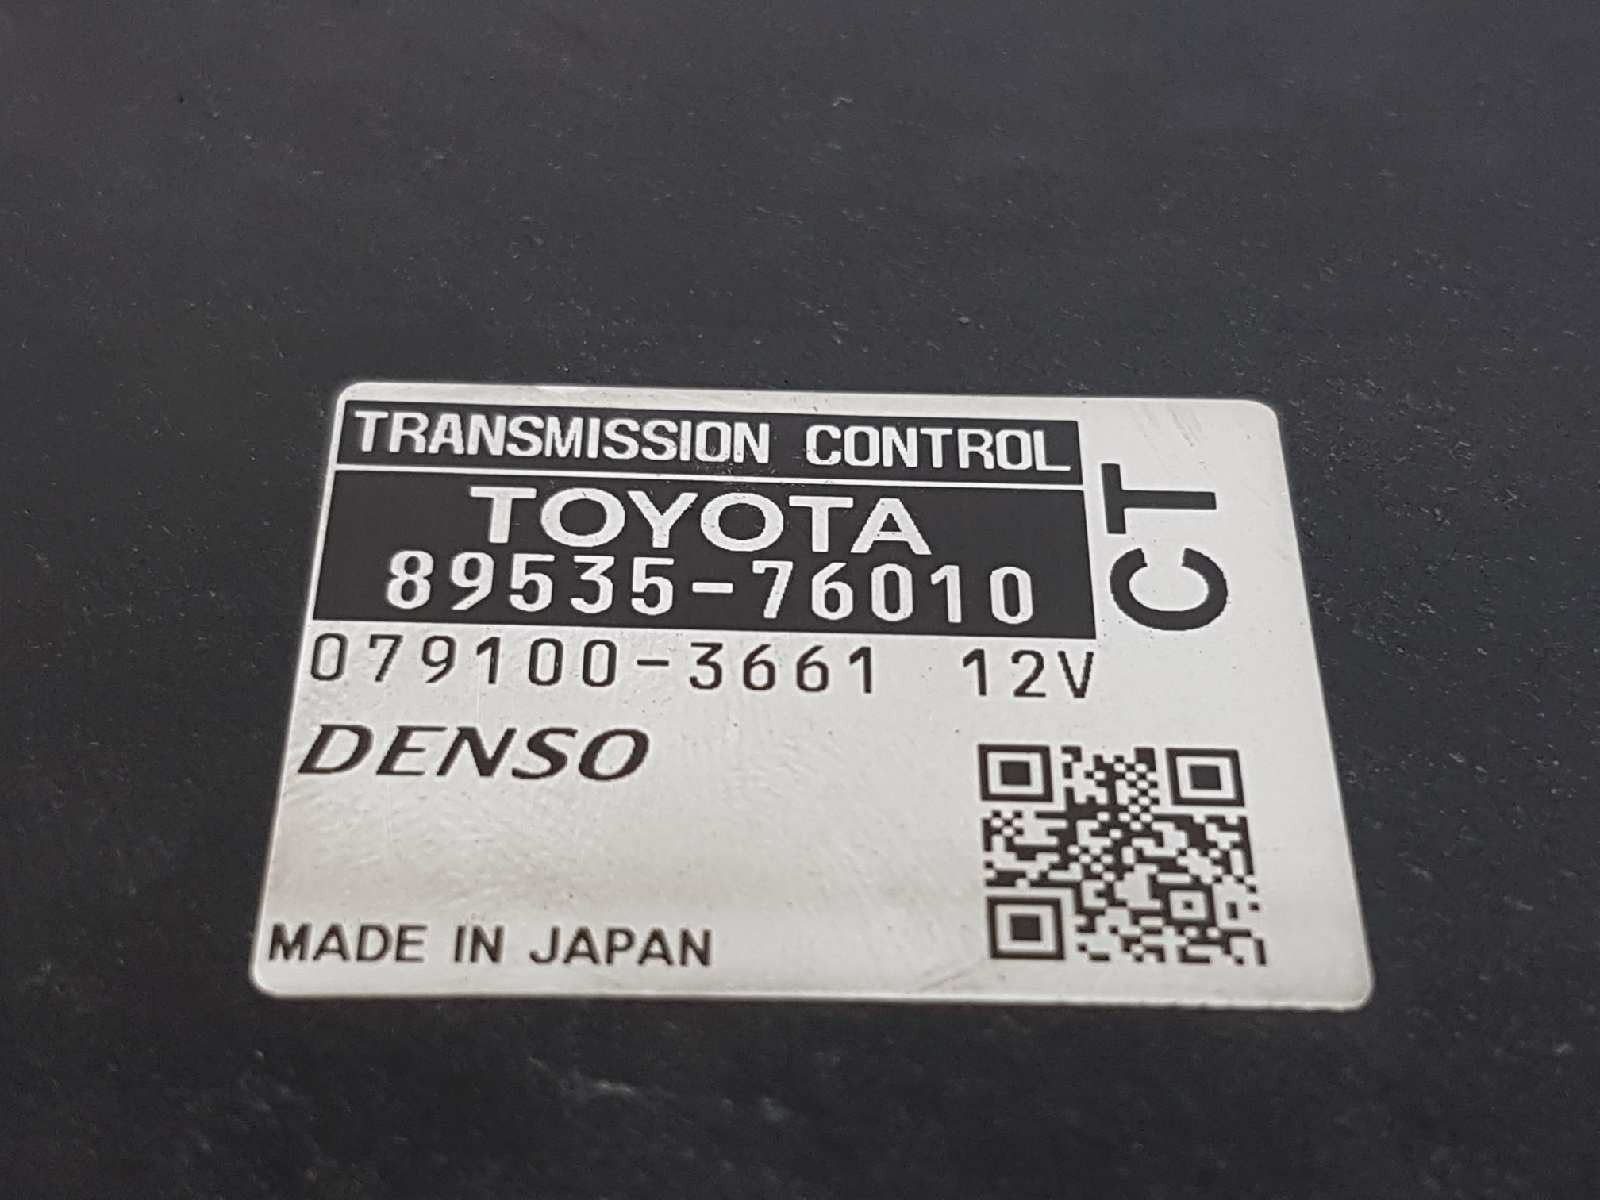 TRANSMISSION CONTROL
TOYOTA
89535-76010
079100-3661 12V
DENSO
MADE IN JAPAN
CT